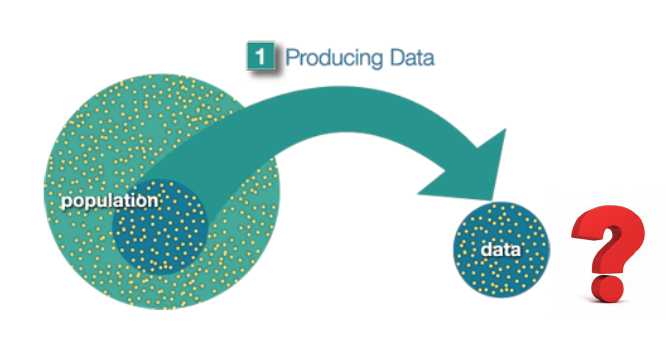 1 Producing Data
population
data
?